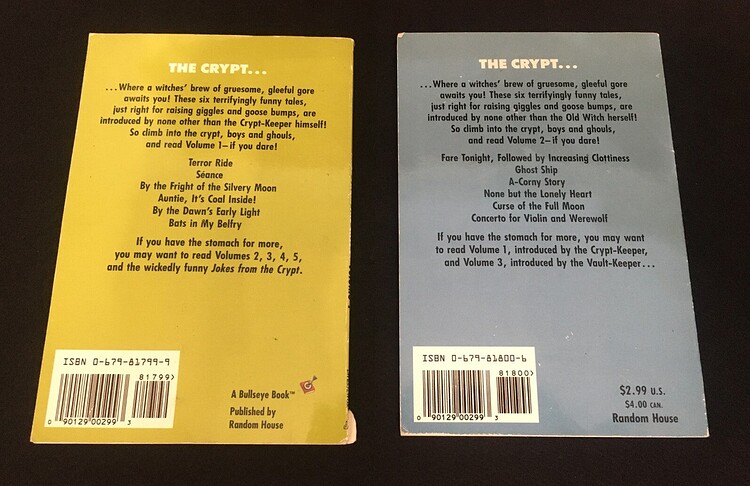 THE CRYPT...
...Where a witches' brew of gruesome, gleeful gore
awaits you! These six terrifyingly funny tales,
just right for raising giggles and goose bumps, are
introduced by none other than the Crypt-Keeper himself!
So climb into the crypt, boys and ghouls,
and read Volume 1—if you dare!
Terror Ride
Séance
By the Fright of the Silvery Moon
Auntie, It's Coal Inside!
By the Dawn's Early Light
Bats in My Belfry
If you have the stomach for more,
you may want to read Volumes 2, 3, 4, 5,
and the wickedly funny Jokes from the Crypt.
ISBN 0-679-81799-9
81799>
0 90129 00299 3
A Bullseye Book™
Published by
Random House
THE CRYPT...
...Where a witches' brew of gruesome, gleeful gore
awaits you! These six terrifyingly funny tales,
just right for raising giggles and goose bumps, are
introduced by none other than the Old Witch herself!
So climb into the crypt, boys and ghouls,
and read Volume 2—if you dare!
Fare Tonight, Followed by Increasing Clottiness
Ghost Ship
A-Corny Story
None but the Lonely Heart
Curse of the Full Moon
Concerto for Violin and Werewolf
If you have the stomach for more, you may want
to read Volume 1, introduced by the Crypt-Keeper,
and Volume 3, introduced by the Vault-Keeper...
ISBN 0-679-81800-6
81800>
0 90129 00299 3
$2.99 U.S.
$4.00 CAN.
Random House